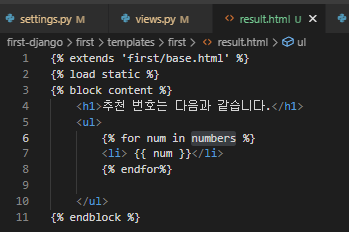 settings.py M views.py M result.html U
first-django > first > templates > first > result.html > ul
1 {% extends 'first/base.html' %}
2 {% load static %}
3 {% block content %}
4 <h1>추천 번호는 다음과 같습니다.</h1>
5 <ul>
6 {% for num in numbers %}
7 <li> {{ num }}</li>
8 {% endfor%}
9
10 </ul>
11 {% endblock %}